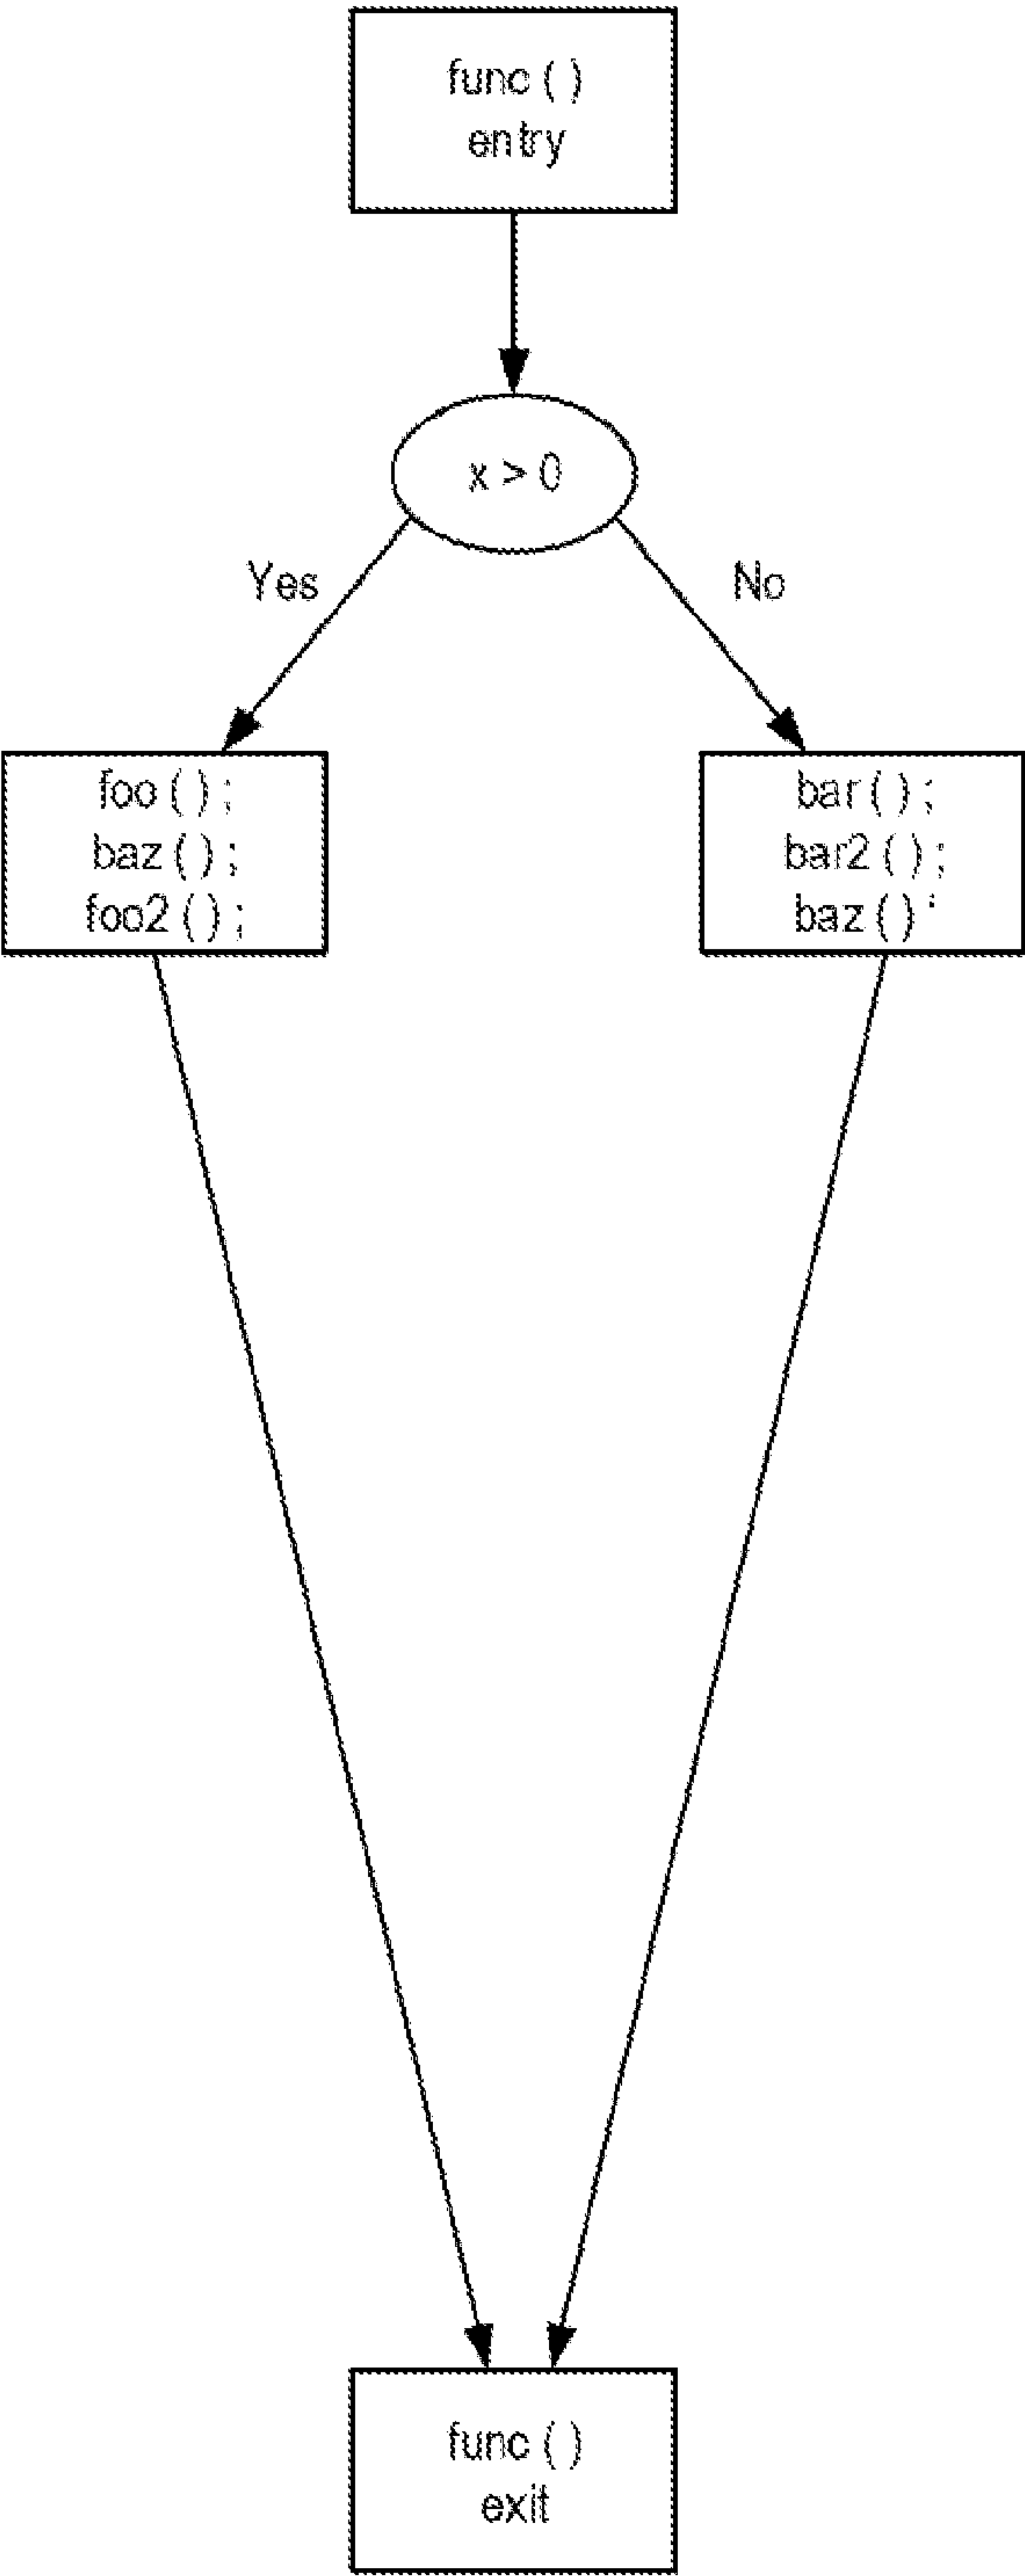 func ( )
entry
x > 0
Yes
No
foo ( ) ;
baz ( ) ;
foo2 ( ) ;
bar ( ) ;
bar2 ( ) ;
baz ( ) ;
func ( )
exit